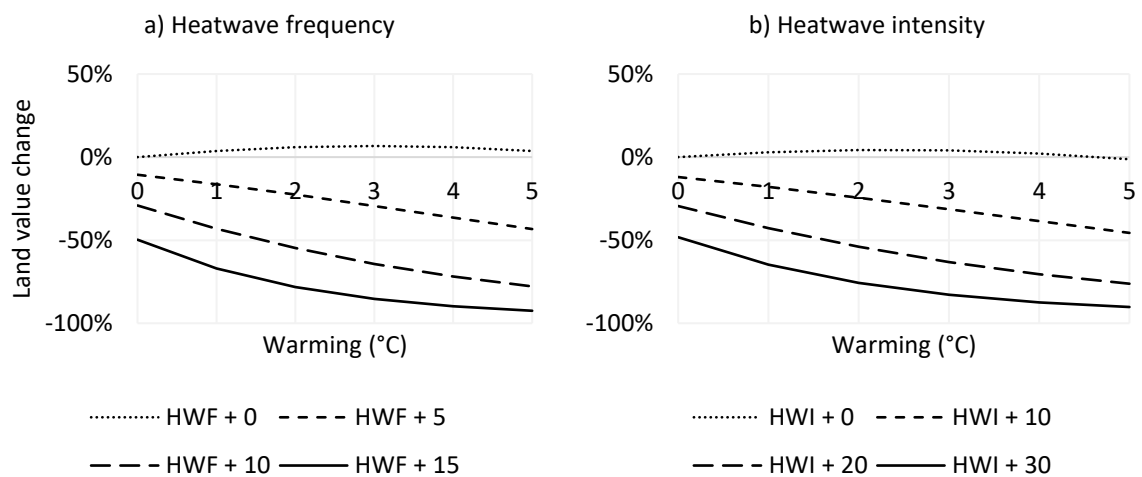 a) Heatwave frequency
50%
0%
-50%
-100%
0 1 2 3 4 5
Land value change
Warming (°C)
HWF + 0 HWF + 5
HWF + 10 HWF + 15
b) Heatwave intensity
50%
0%
-50%
-100%
0 1 2 3 4 5
Warming (°C)
HWI + 0 HWI + 10
HWI + 20 HWI + 30